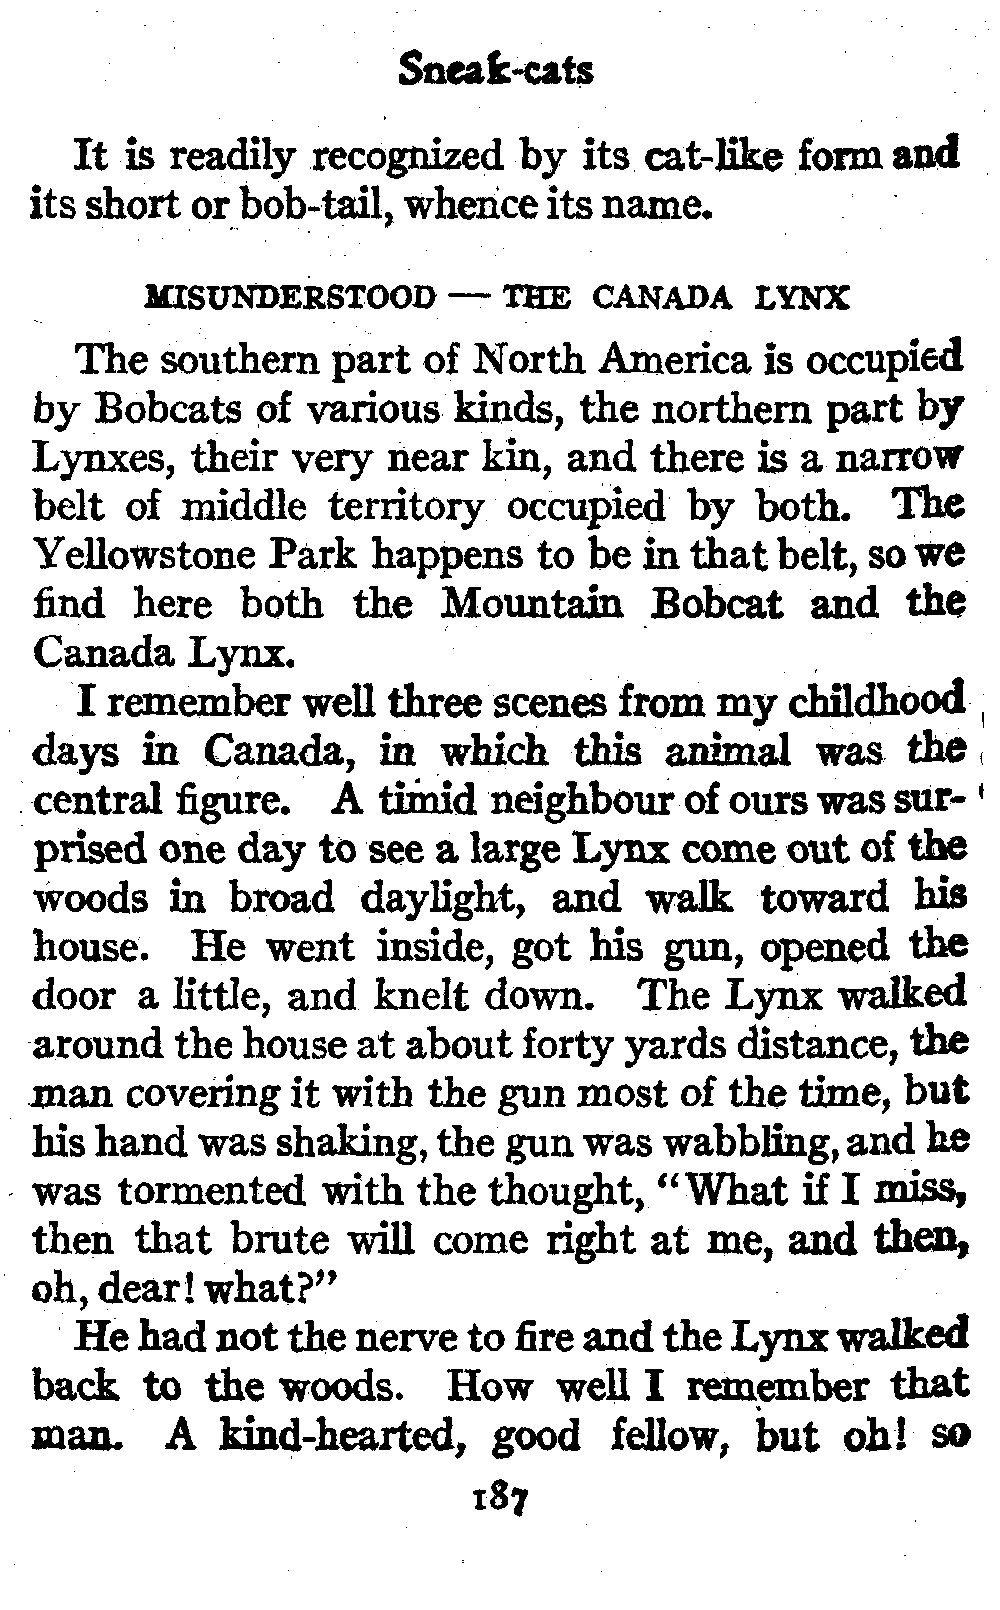 Sneak-cats
It is readily recognized by its cat-like form and
its short or bob-tail, whence its name.
MISUNDERSTOOD — THE CANADA LYNX
The southern part of North America is occupied
by Bobcats of various kinds, the northern part by
Lynxes, their very near kin, and there is a narrow
belt of middle territory occupied by both. The
Yellowstone Park happens to be in that belt, so we
find here both the Mountain Bobcat and the
Canada Lynx.
I remember well three scenes from my childhood
days in Canada, in which this animal was the
central figure. A timid neighbour of ours was sur-
prised one day to see a large Lynx come out of the
woods in broad daylight, and walk toward his
house. He went inside, got his gun, opened the
door a little, and knelt down. The Lynx walked
around the house at about forty yards distance, the
man covering it with the gun most of the time, but
his hand was shaking, the gun was wabbling, and he
was tormented with the thought, "What if I miss,
then that brute will come right at me, and then,
oh, dear! what?"
He had not the nerve to fire and the Lynx walked
back to the woods. How well I remember that
man. A kind-hearted, good fellow, but oh! so
187